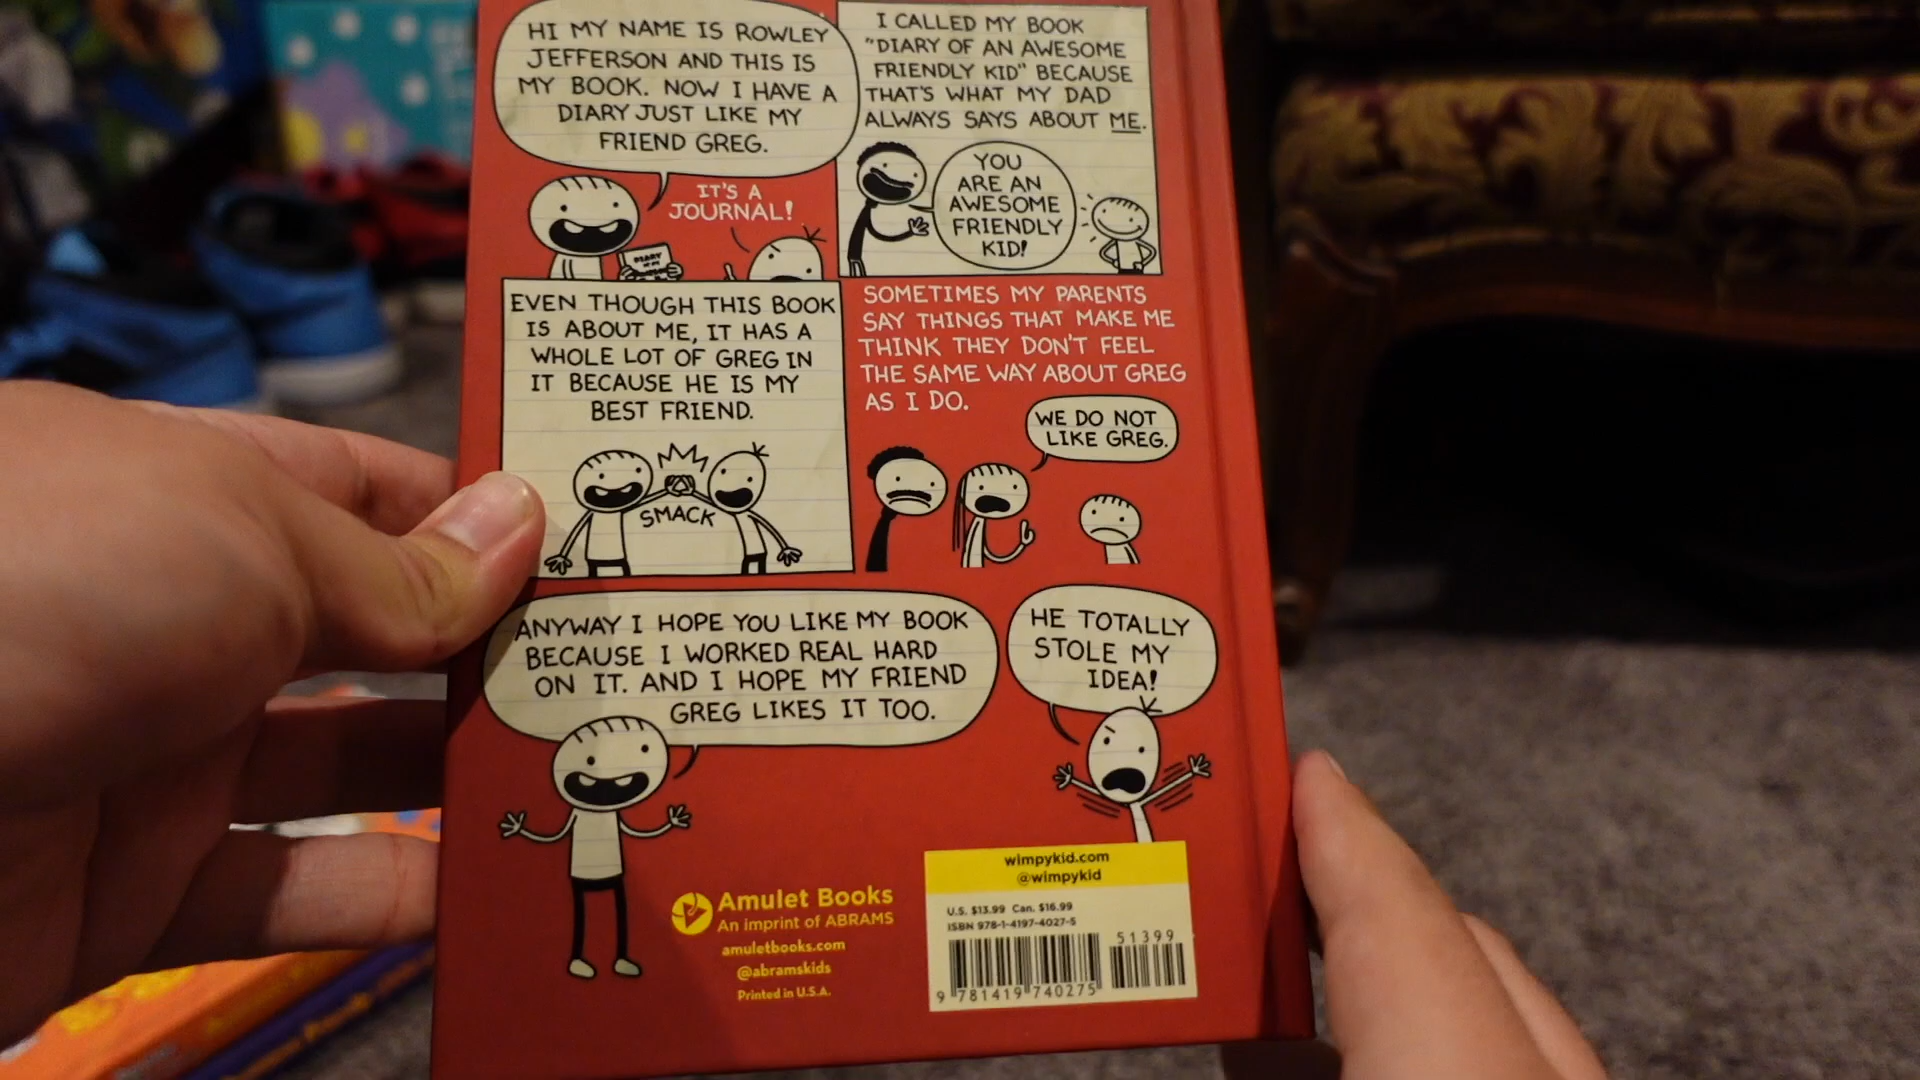 HI MY NAME IS ROWLEY
JEFFERSON AND THIS IS
MY BOOK. NOW I HAVE A
DIARY JUST LIKE MY
FRIEND GREG.
IT'S A
JOURNAL!
DIARY
I CALLED MY BOOK
"DIARY OF AN AWESOME
FRIENDLY KID" BECAUSE
THAT'S WHAT MY DAD
ALWAYS SAYS ABOUT ME.
YOU
ARE AN
AWESOME
FRIENDLY
KID!
EVEN THOUGH THIS BOOK
IS ABOUT ME, IT HAS A
WHOLE LOT OF GREG IN
IT BECAUSE HE IS MY
BEST FRIEND.
SMACK
SOMETIMES MY PARENTS
SAY THINGS THAT MAKE ME
THINK THEY DON'T FEEL
THE SAME WAY ABOUT GREG
AS I DO.
WE DO NOT
LIKE GREG.
ANYWAY I HOPE YOU LIKE MY BOOK
BECAUSE I WORKED REAL HARD
ON IT. AND I HOPE MY FRIEND
GREG LIKES IT TOO.
HE TOTALLY
STOLE MY
IDEA!
Amulet Books
An imprint of ABRAMS
amuletbooks.com
@abramskids
Printed in U.S.A.
wimpykid.com
@wimpykid
U.S. $13.99 Can. $16.99
ISBN 978-1-4197-4027-5
51399
9 781419 740275